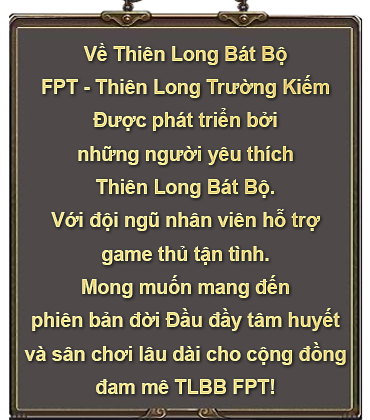 Về Thiên Long Bát Bộ
FPT - Thiên Long Trường Kiếm
Được phát triển bởi
những người yêu thích
Thiên Long Bát Bộ.
Với đội ngũ nhân viên hỗ trợ
game thủ tận tình.
Mong muốn mang đến
phiên bản đời Đầu đầy tâm huyết
và sân chơi lâu dài cho cộng đồng
đam mê TLBB FPT!